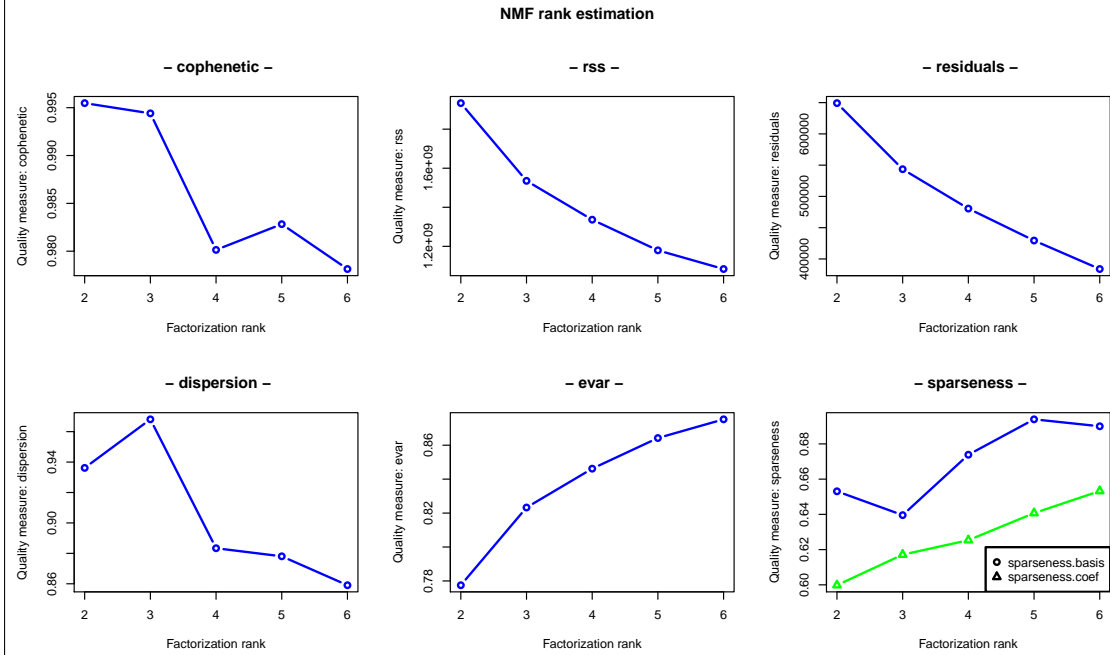 NMF rank estimation
– cophenetic –
Quality measure: cophenetic
0.995
0.990
0.985
0.980
2 3 4 5 6
Factorization rank
– rss –
Quality measure: rss
1.6e+09
1.2e+09
2 3 4 5 6
Factorization rank
– residuals –
Quality measure: residuals
600000
500000
400000
2 3 4 5 6
Factorization rank
– dispersion –
Quality measure: dispersion
0.94
0.90
0.86
2 3 4 5 6
Factorization rank
– evar –
Quality measure: evar
0.86
0.82
0.78
2 3 4 5 6
Factorization rank
– sparseness –
Quality measure: sparseness
0.68
0.66
0.64
0.62
0.60
2 3 4 5 6
Factorization rank
sparseness.basis
sparseness.coef